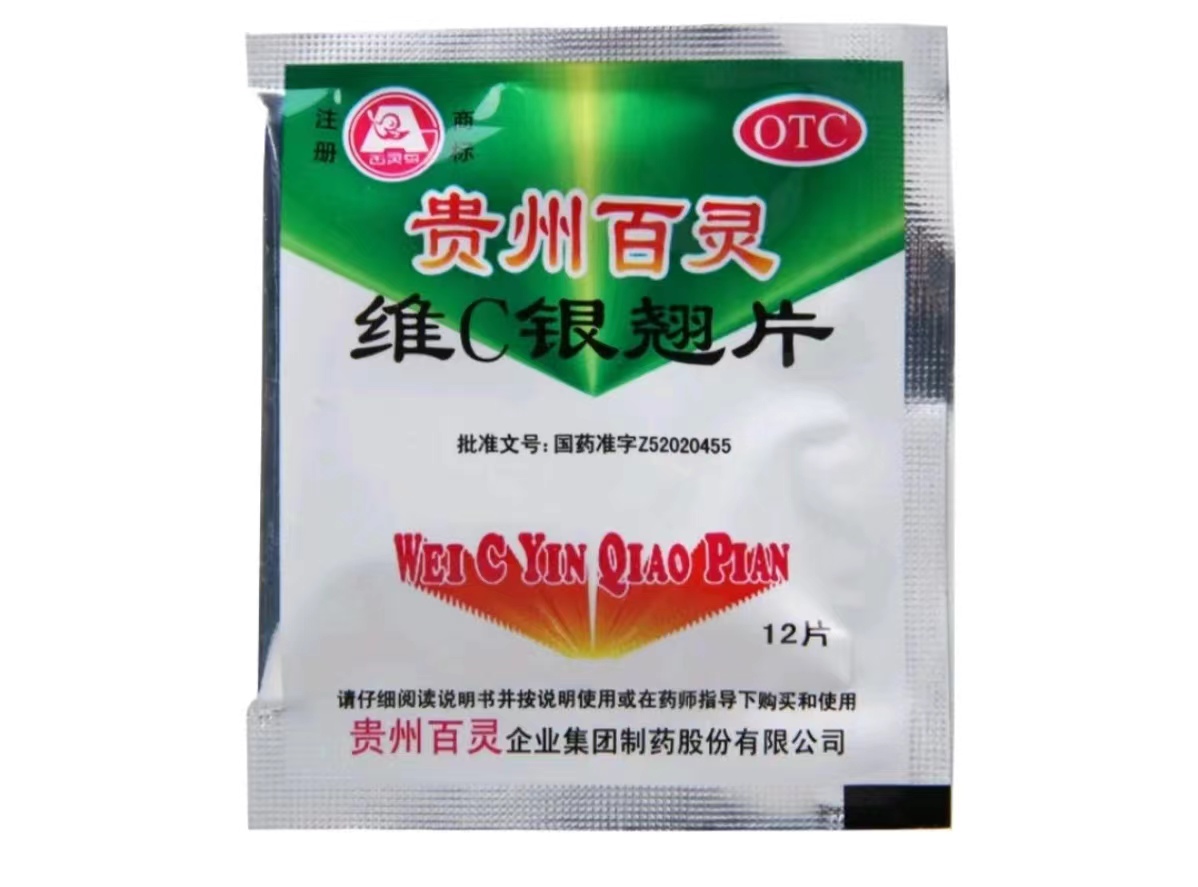 注册 商标
百灵鸟
OTC
贵州百灵
维C银翘片
批准文号：国药准字Z52020455
WEI C YIN QIAO PIAN
12片
请仔细阅读说明书并按说明使用或在药师指导下购买和使用
贵州百灵企业集团制药股份有限公司